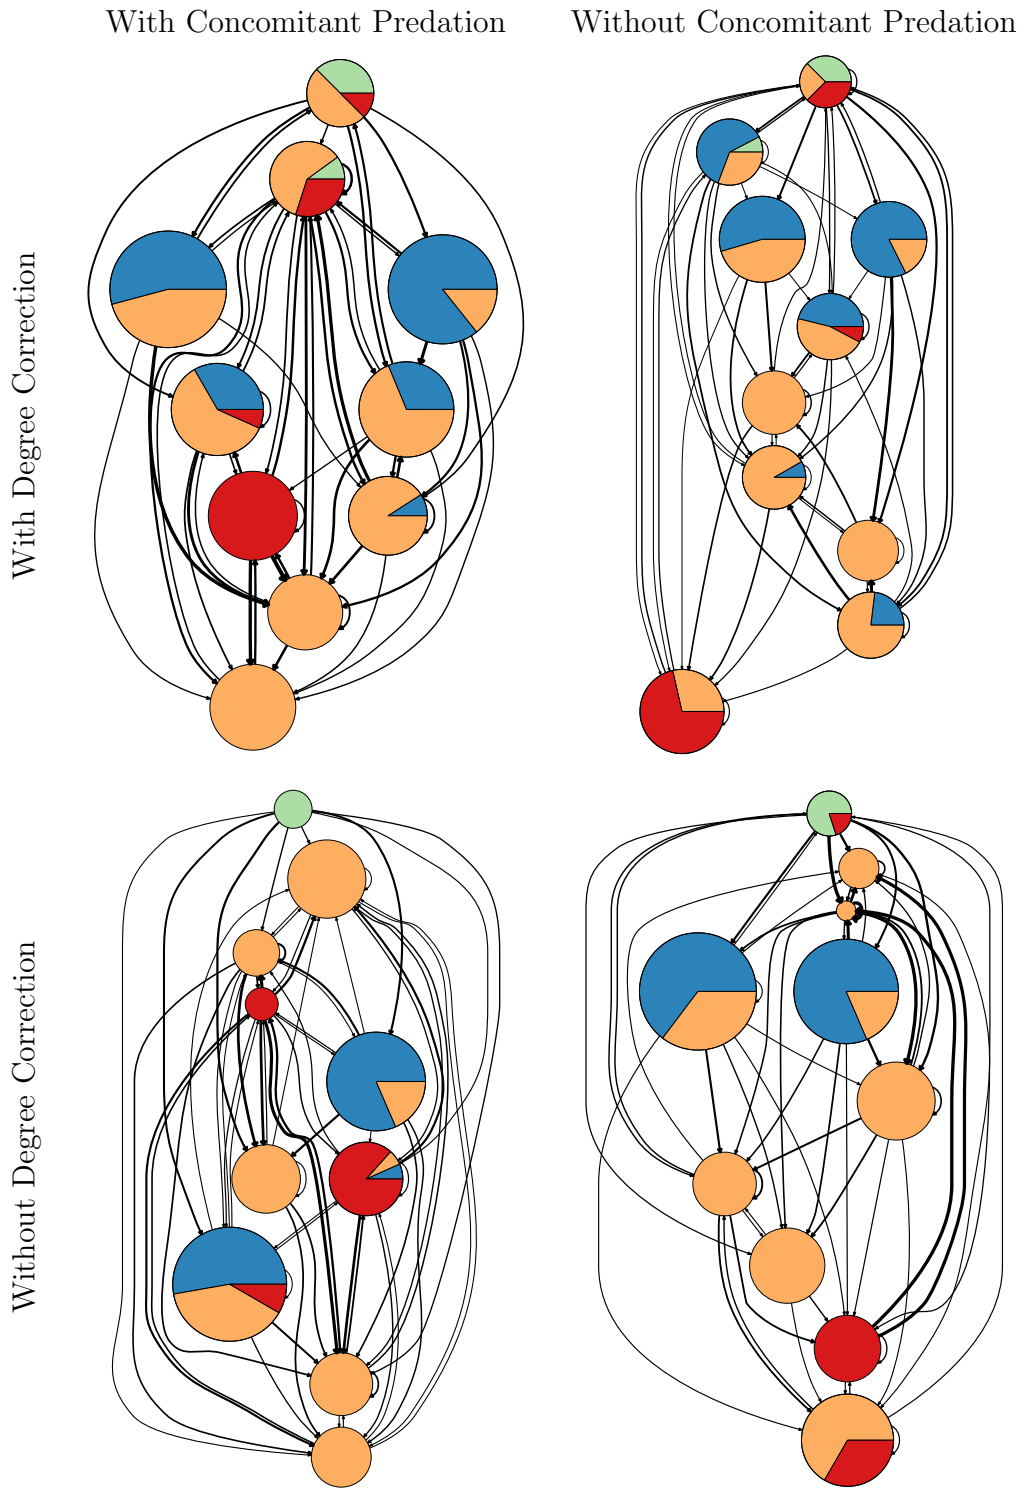 With Concomitant Predation
Without Concomitant Predation
With Degree Correction
Without Degree Correction